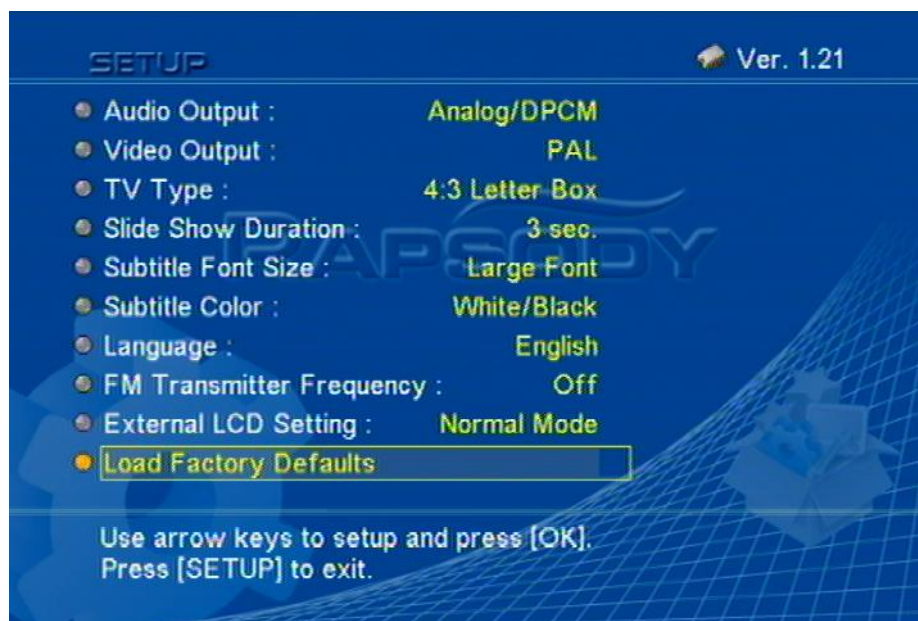 SETUP
Ver. 1.21
Audio Output : Analog/DPCM
Video Output : PAL
TV Type : 4:3 Letter Box
Slide Show Duration : 3 sec.
RAPSODY
Subtitle Font Size : Large Font
Subtitle Color : White/Black
Language : English
FM Transmitter Frequency : Off
External LCD Setting : Normal Mode
Load Factory Defaults
Use arrow keys to setup and press [OK].
Press [SETUP] to exit.